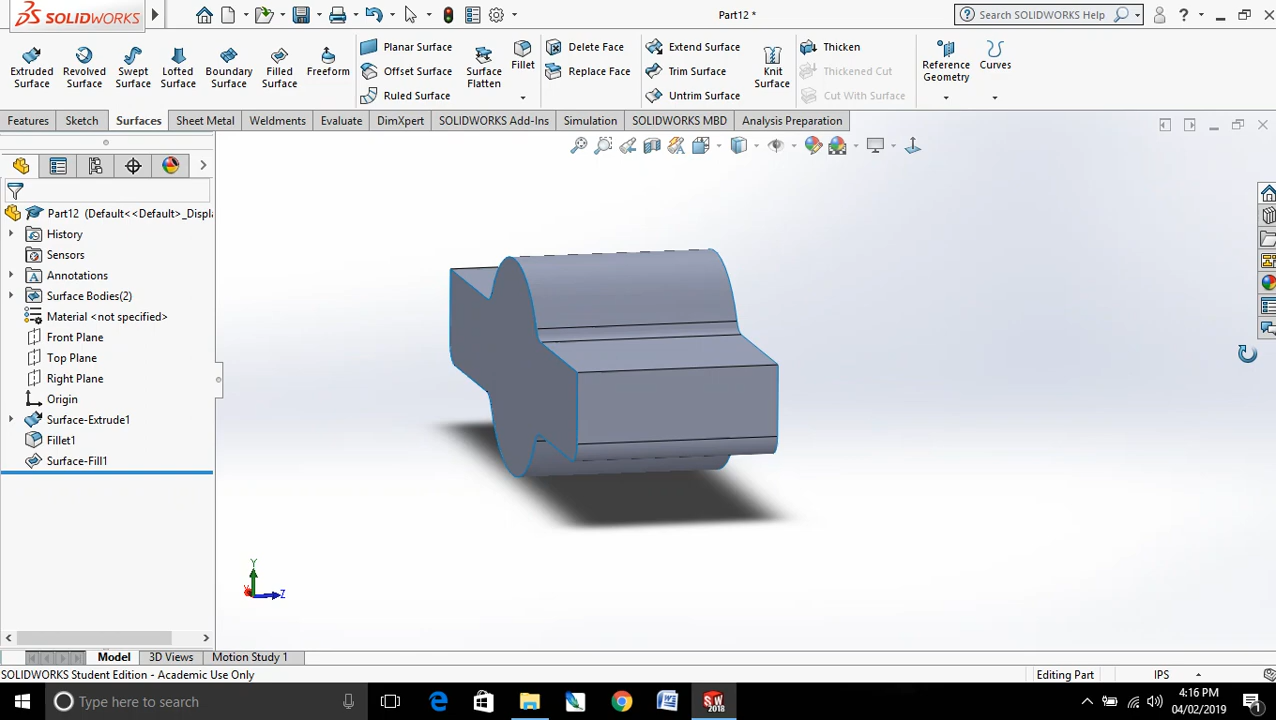 SOLIDWORKS
Part12 *
Search SOLIDWORKS Help
Extruded Surface
Revolved Surface
Swept Surface
Lofted Surface
Boundary Surface
Filled Surface
Freeform
Planar Surface
Offset Surface
Ruled Surface
Surface Flatten
Fillet
Delete Face
Replace Face
Extend Surface
Trim Surface
Untrim Surface
Knit Surface
Thicken
Thickened Cut
Cut With Surface
Reference Geometry
Curves
Features Sketch Surfaces Sheet Metal Weldments Evaluate DimXpert SOLIDWORKS Add-Ins Simulation SOLIDWORKS MBD Analysis Preparation
Part12 (Default<<Default>_Displ
History
Sensors
Annotations
Surface Bodies(2)
Material <not specified>
Front Plane
Top Plane
Right Plane
Origin
Surface-Extrude1
Fillet1
Surface-Fill1
Y
Z
Model 3D Views Motion Study 1
SOLIDWORKS Student Edition - Academic Use Only
Editing Part
IPS
Type here to search
SW
2018
4:16 PM
04/02/2019
1